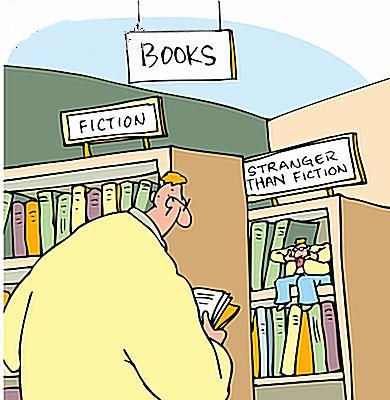 BOOKS
FICTION
STRANGER
THAN FICTION